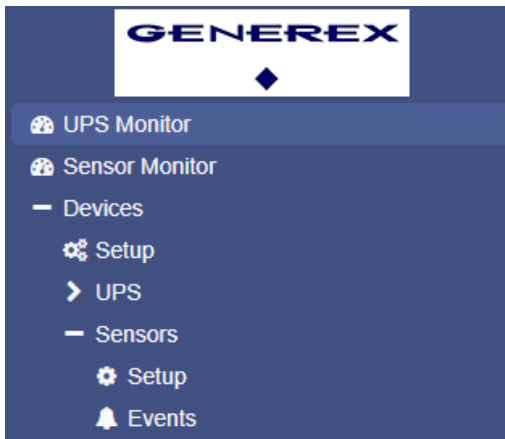 GENEREX
UPS Monitor
Sensor Monitor
Devices
Setup
UPS
Sensors
Setup
Events